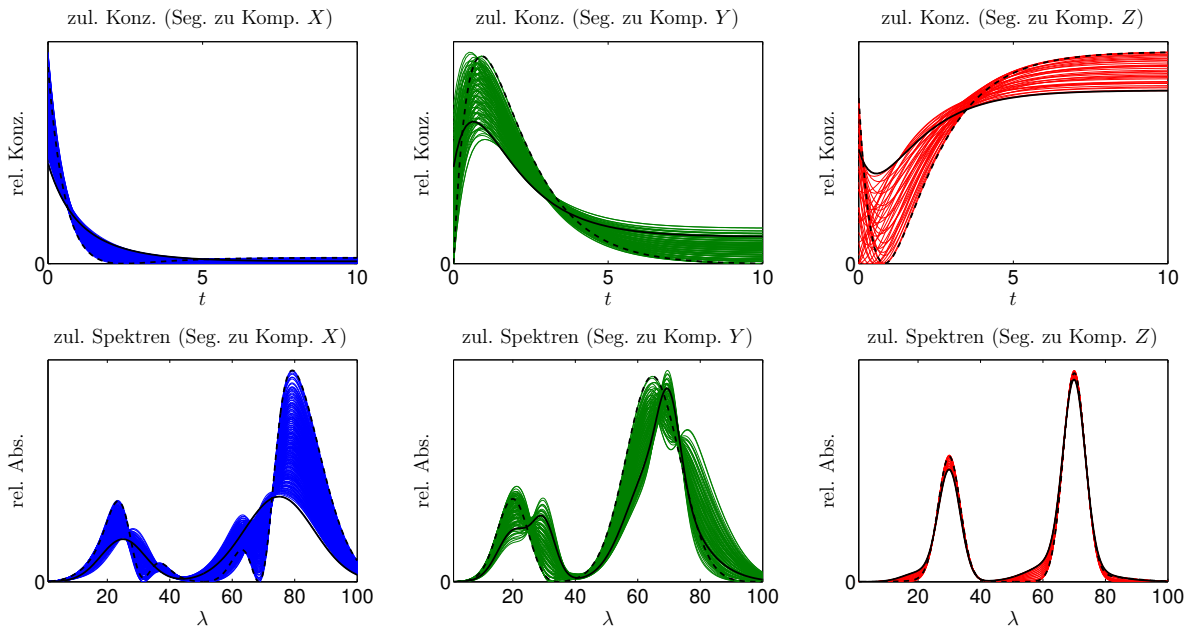 zul. Konz. (Seg. zu Komp. X)
rel. Konz.
0
0
5
10
t
zul. Konz. (Seg. zu Komp. Y)
rel. Konz.
0
0
5
10
t
zul. Konz. (Seg. zu Komp. Z)
rel. Konz.
0
0
5
10
t
zul. Spektren (Seg. zu Komp. X)
rel. Abs.
0
20 40 60 80 100
λ
zul. Spektren (Seg. zu Komp. Y)
rel. Abs.
0
20 40 60 80 100
λ
zul. Spektren (Seg. zu Komp. Z)
rel. Abs.
0
20 40 60 80 100
λ